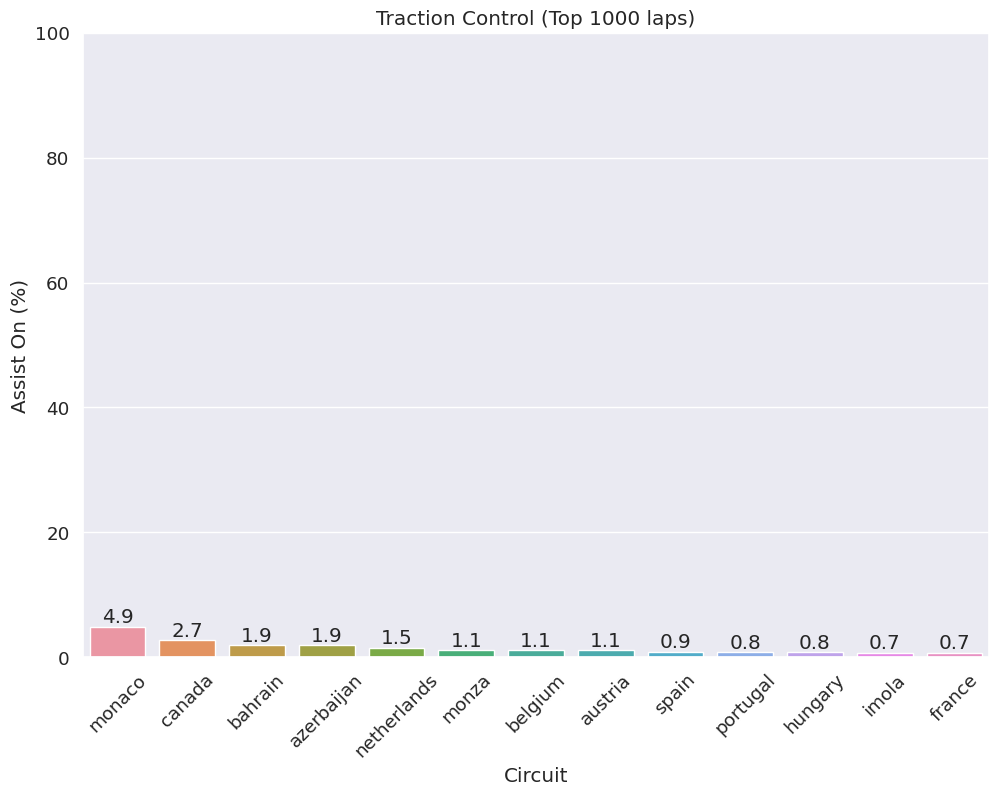 Traction Control (Top 1000 laps)
100
80
60
40
20
0
Assist On (%)
4.9
2.7
1.9
1.9
1.5
1.1
1.1
1.1
0.9
0.8
0.8
0.7
0.7
monaco
canada
bahrain
azerbaijan
netherlands
monza
belgium
austria
spain
portugal
hungary
imola
france
Circuit